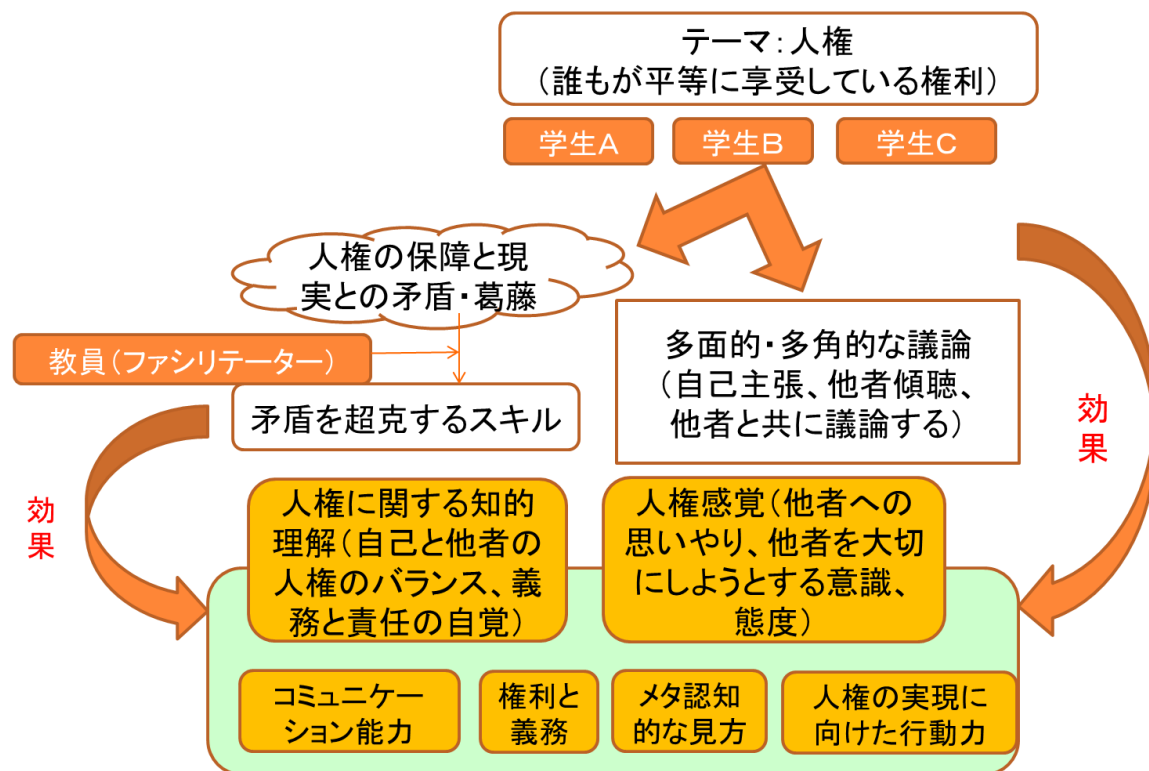 テーマ：人権
（誰もが平等に享受している権利）
学生A
学生B
学生C
人権の保障と現
実との矛盾・葛藤
教員（ファシリテーター）
矛盾を超克するスキル
多面的・多角的な議論
（自己主張、他者傾聴、
他者と共に議論する）
効
果
効
果
人権に関する知的
理解（自己と他者の
人権のバランス、義
務と責任の自覚）
人権感覚（他者への
思いやり、他者を大切
にしようとする意識、
態度）
コミュニケー
ション能力
権利と
義務
メタ認知
的な見方
人権の実現に
向けた行動力